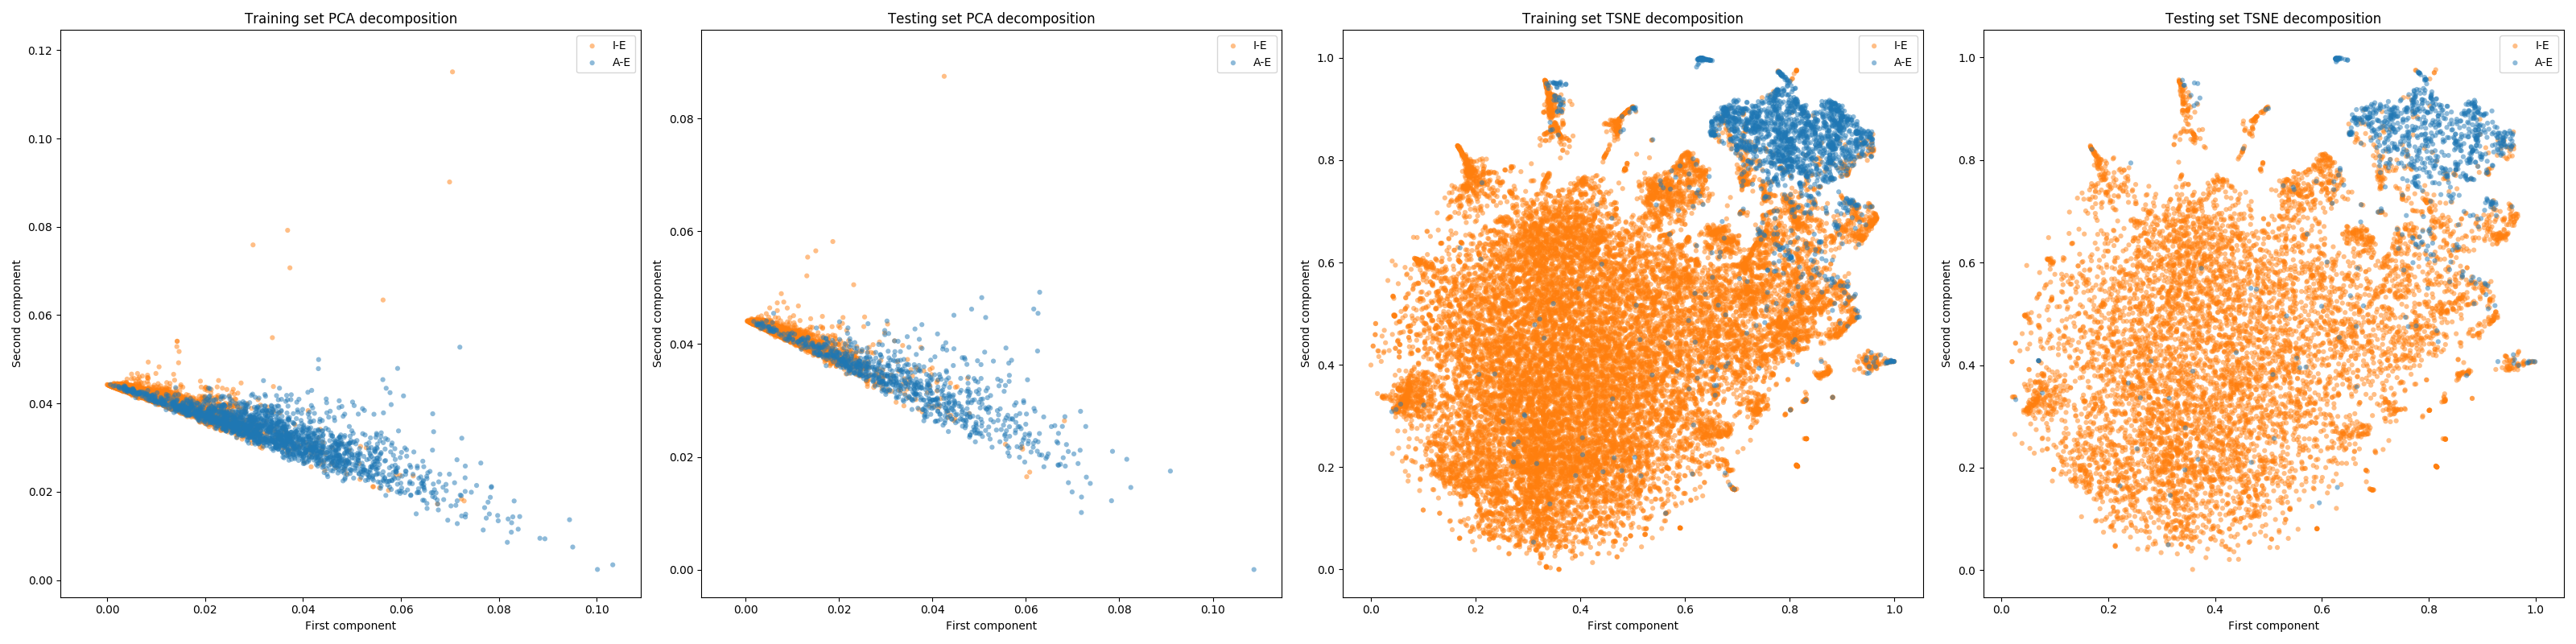 Training set PCA decomposition
I-E
A-E
0.12
0.10
0.08
0.06
0.04
0.02
0.00
Second component
0.00 0.02 0.04 0.06 0.08 0.10
First component
Testing set PCA decomposition
I-E
A-E
0.08
0.06
0.04
0.02
0.00
Second component
0.00 0.02 0.04 0.06 0.08 0.10
First component
Training set TSNE decomposition
I-E
A-E
1.0
0.8
0.6
0.4
0.2
0.0
Second component
0.0 0.2 0.4 0.6 0.8 1.0
First component
Testing set TSNE decomposition
I-E
A-E
1.0
0.8
0.6
0.4
0.2
0.0
Second component
0.0 0.2 0.4 0.6 0.8 1.0
First component